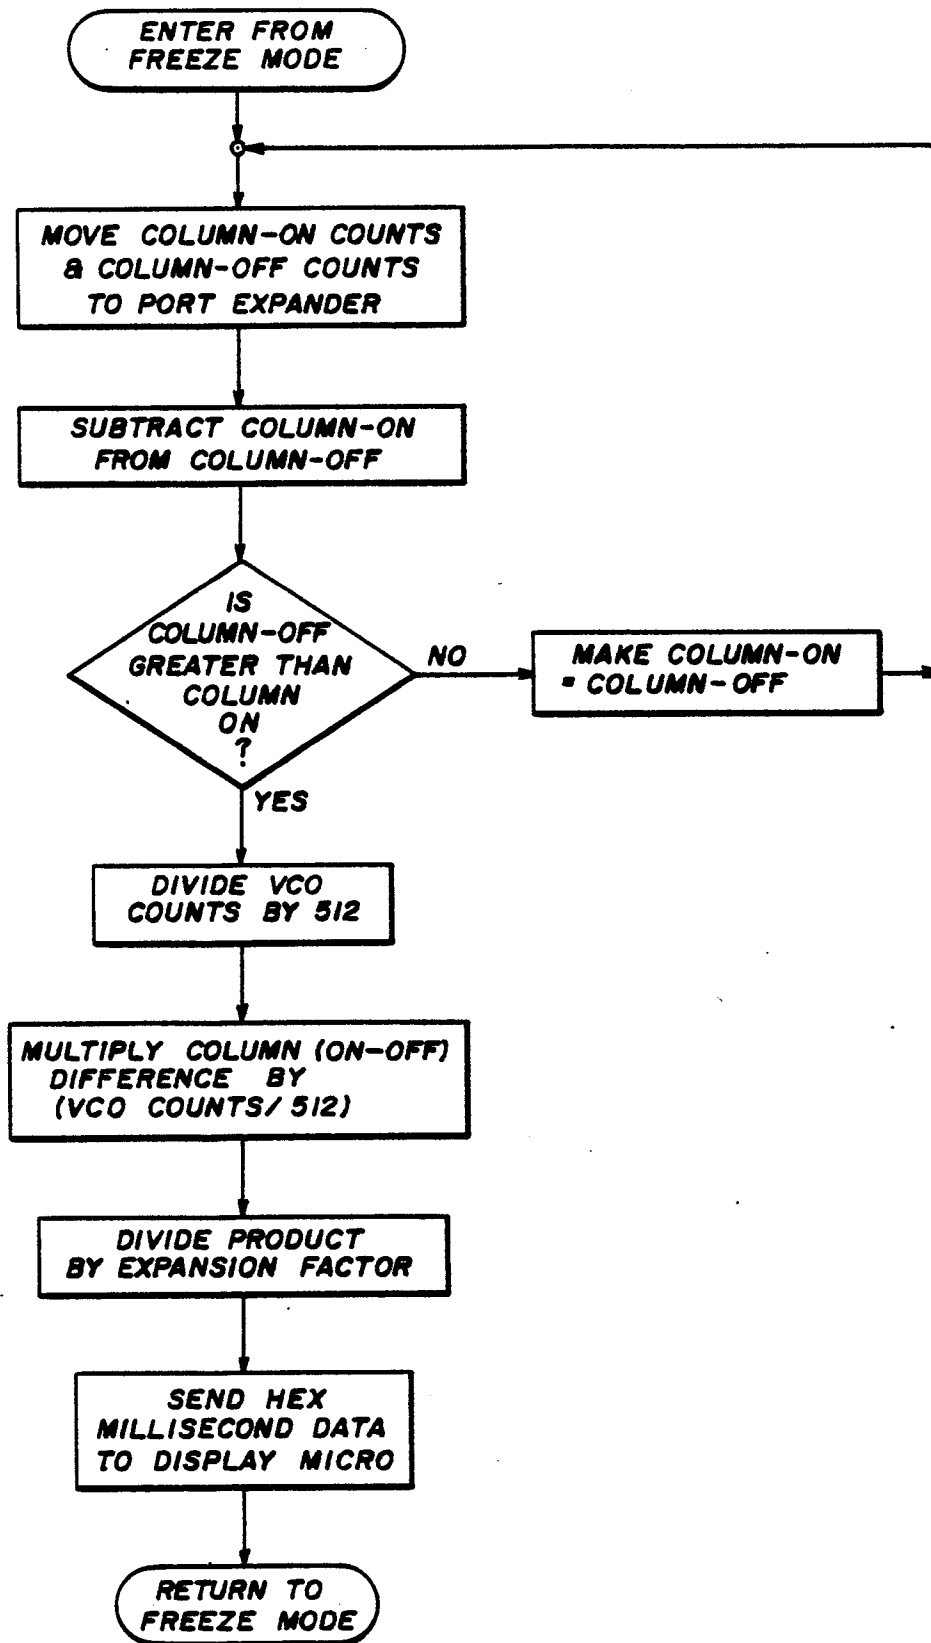 ENTER FROM
FREEZE MODE
MOVE COLUMN-ON COUNTS
& COLUMN-OFF COUNTS
TO PORT EXPANDER
SUBTRACT COLUMN-ON
FROM COLUMN-OFF
IS
COLUMN-OFF
GREATER THAN
COLUMN
ON
?
NO
MAKE COLUMN-ON
= COLUMN-OFF
YES
DIVIDE VCO
COUNTS BY 512
MULTIPLY COLUMN (ON-OFF)
DIFFERENCE BY
(VCO COUNTS/512)
DIVIDE PRODUCT
BY EXPANSION FACTOR
SEND HEX
MILLISECOND DATA
TO DISPLAY MICRO
RETURN TO
FREEZE MODE